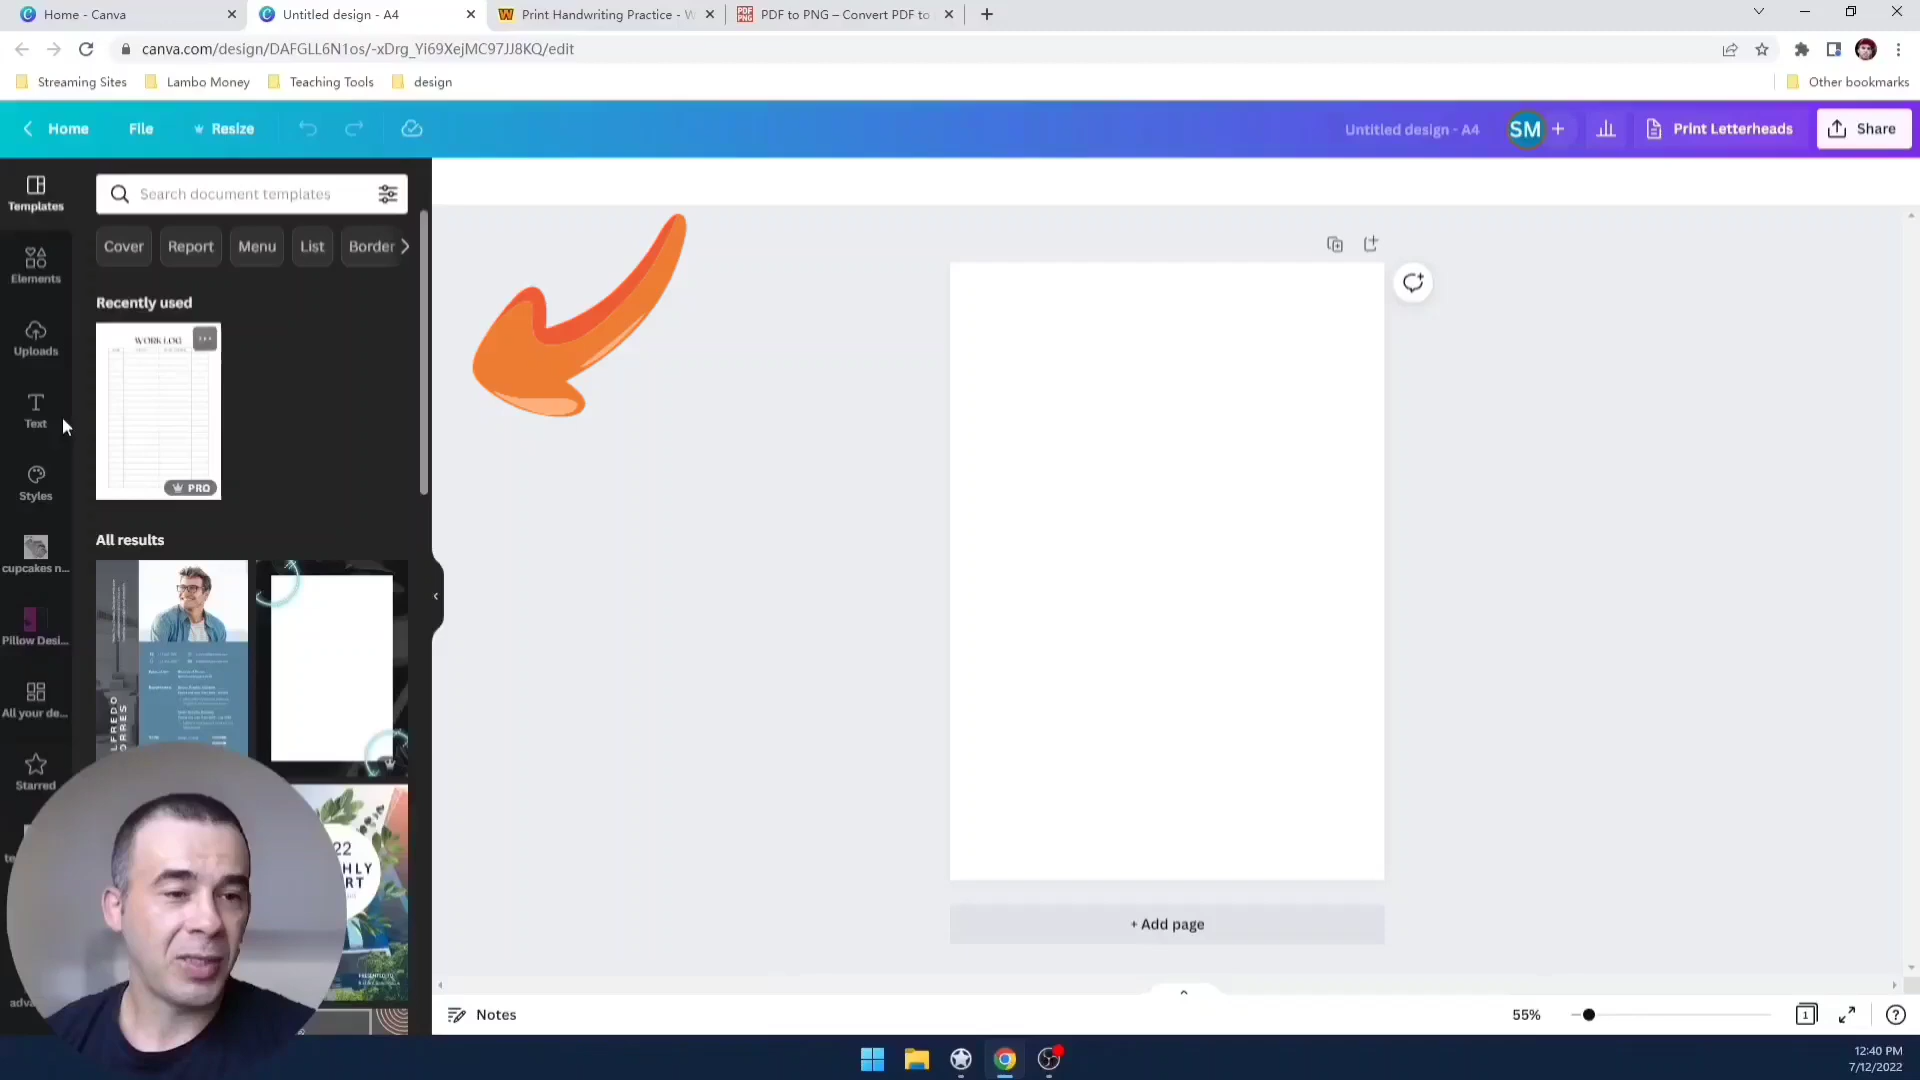 Home - Canva
Untitled design - A4
Print Handwriting Practice - W
PDF to PNG – Convert PDF to
canva.com/design/DAFGLL6N1os/-xDrg_Yi69XejMC97JJ8KQ/edit
Streaming Sites
Lambo Money
Teaching Tools
design
Other bookmarks
Home
File
Resize
Untitled design - A4
SM
Print Letterheads
Share
Templates
Elements
Uploads
Text
Styles
cupcakes n...
Pillow Desi...
All your de...
Starred
Search document templates
Cover
Report
Menu
List
Border
Recently used
WORK LOG
PRO
All results
+ Add page
Notes
55%
1
12:40 PM
7/12/2022